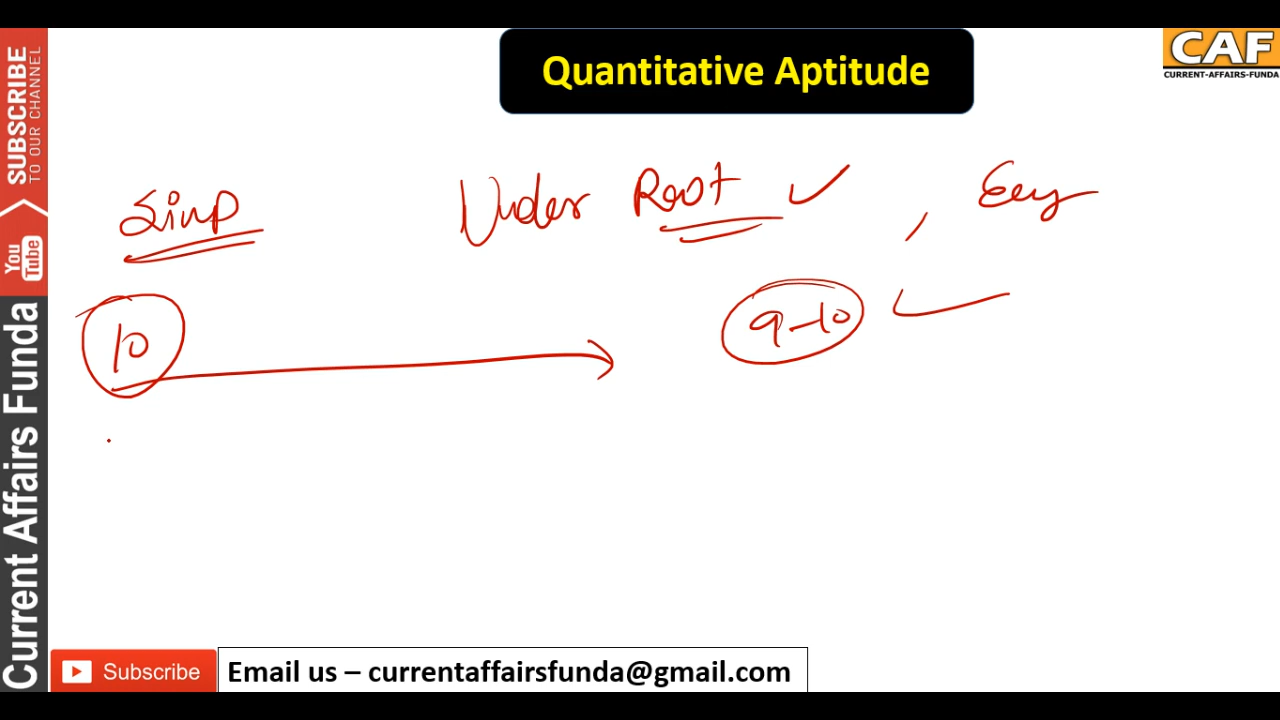 Quantitative Aptitude
CAF
CURRENT-AFFAIRS-FUNDA
SUBSCRIBE
TO OUR CHANNEL
You Tube
Current Affairs Funda
Simp
Under Root ,
10
9-10
Subscribe
Email us – currentaffairsfunda@gmail.com